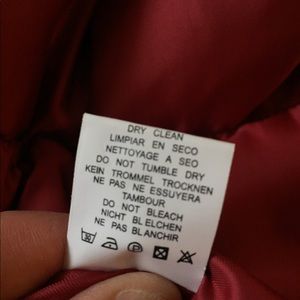 DRY CLEAN
LIMPIAR EN SECO
NETTOYAGE A SEO
DO NOT TUMBLE DRY
KEIN TROMMEL TROCKNEN
NE PAS NE ESSUYERA
TAMBOUR
DO NOT BLEACH
NICHT BLEICHEN
NE PAS BLANCHIR